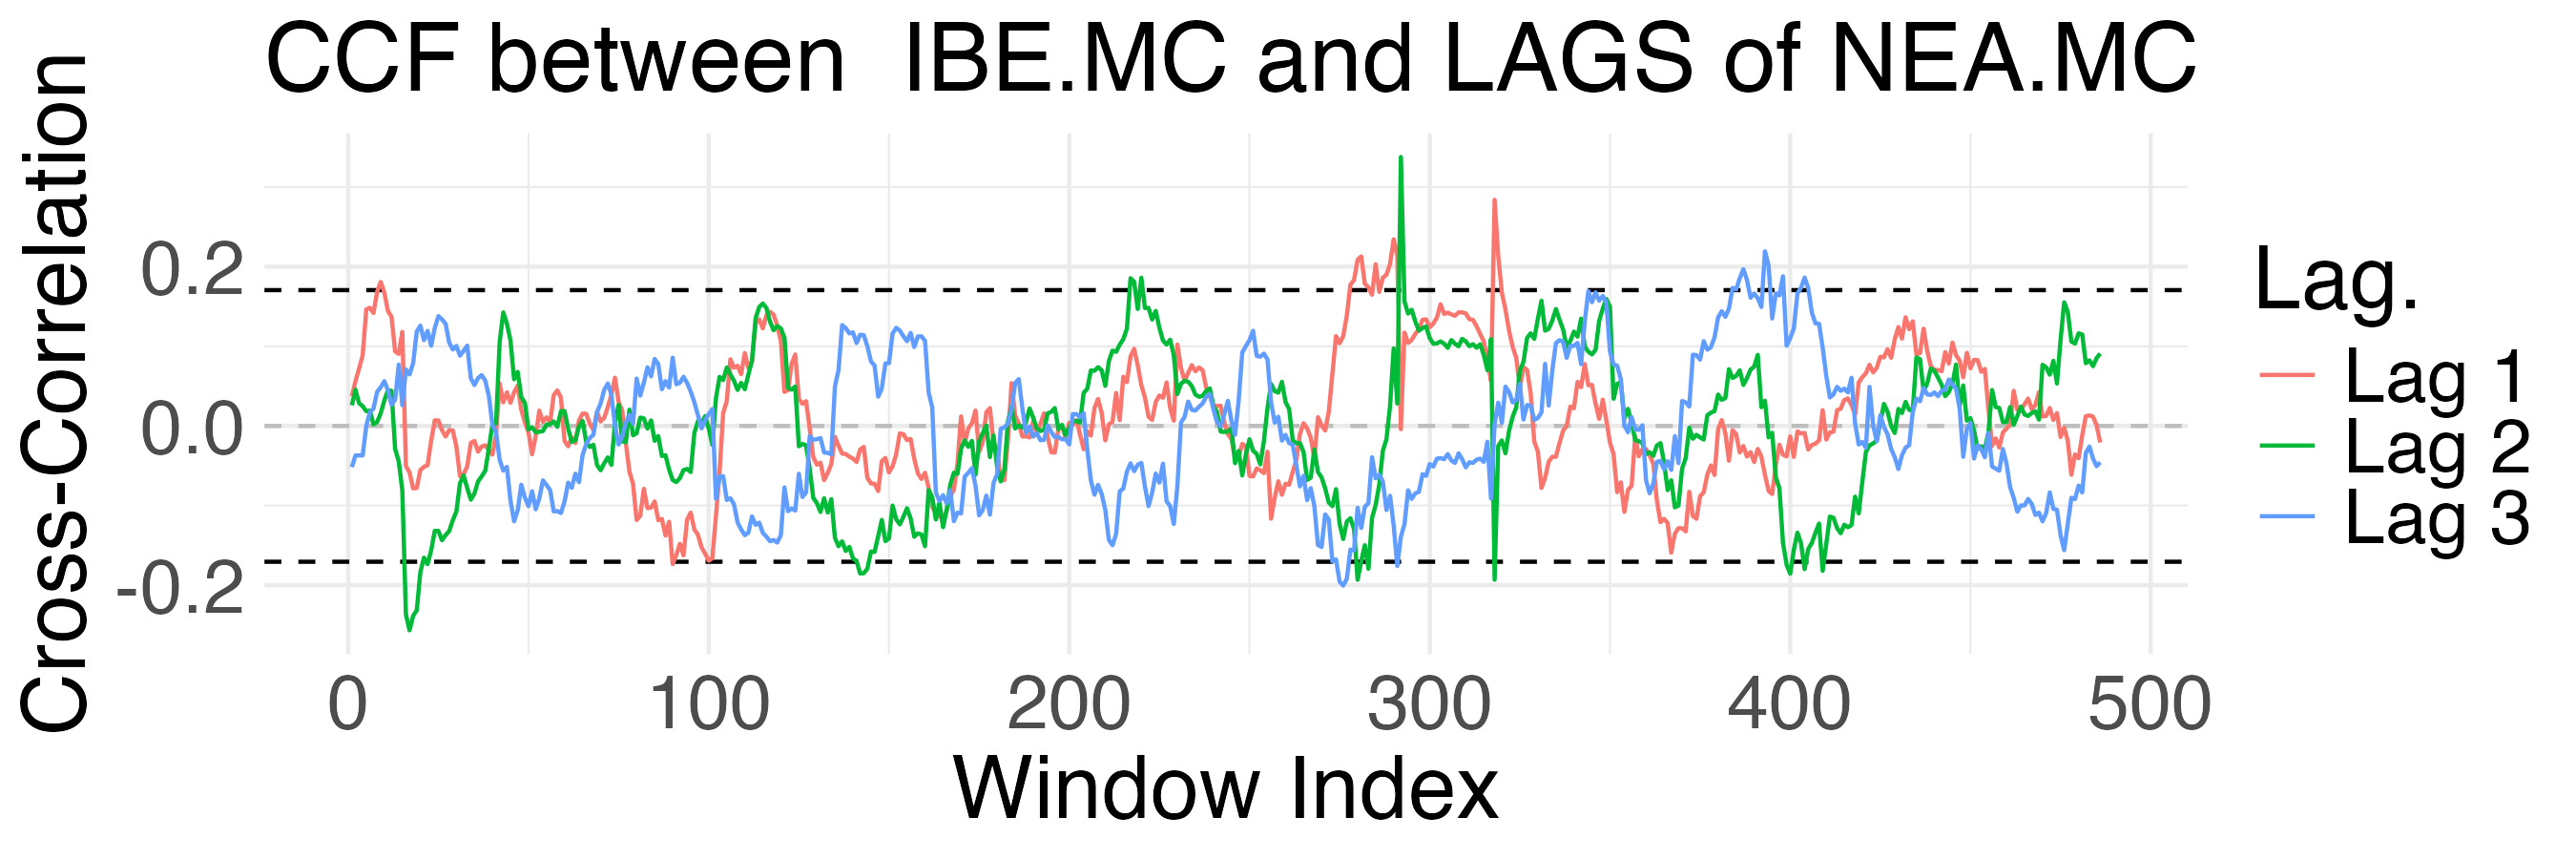 CCF between  IBE.MC and LAGS of NEA.MC
Cross-Correlation
0.2
0.0
-0.2
0 100 200 300 400 500
Window Index
Lag.
Lag 1
Lag 2
Lag 3